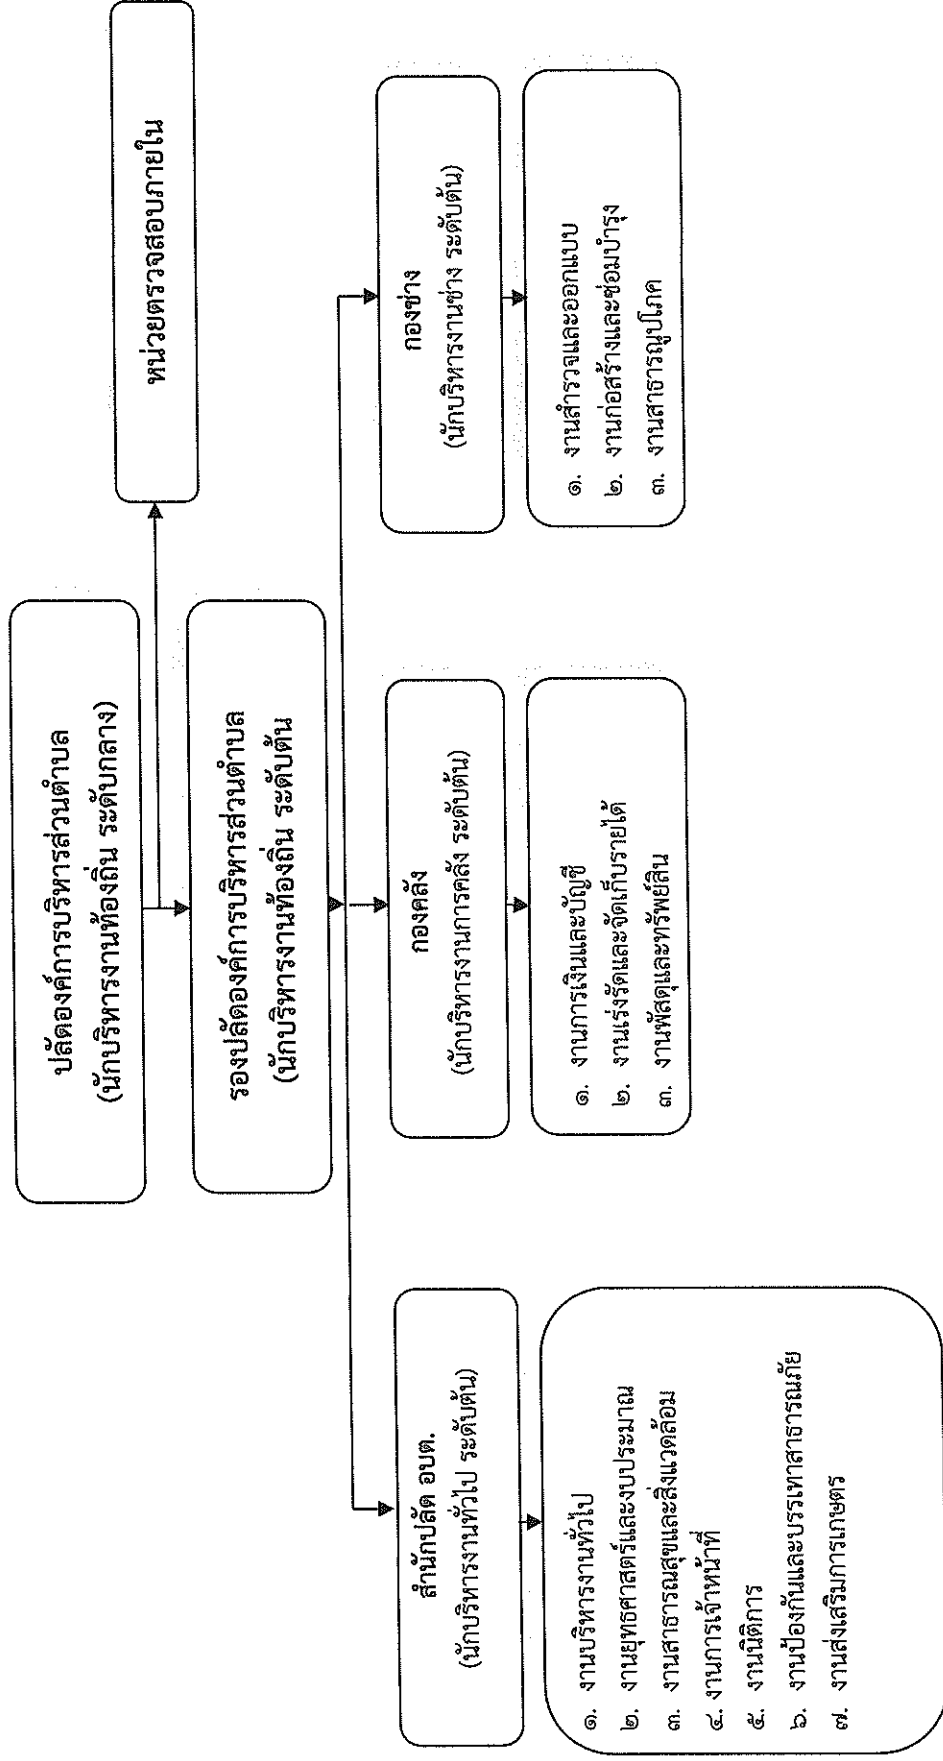 ปลัดองค์การบริหารส่วนตำบล
(นักบริหารงานท้องถิ่น ระดับกลาง)
หน่วยตรวจสอบภายใน
รองปลัดองค์การบริหารส่วนตำบล
(นักบริหารงานท้องถิ่น ระดับต้น
สำนักปลัด อบต.
(นักบริหารงานทั่วไป ระดับต้น)
๑. งานบริหารงานทั่วไป
๒. งานยุทธศาสตร์และงบประมาณ
๓. งานสาธารณสุขและสิ่งแวดล้อม
๔. งานการเจ้าหน้าที่
๕. งานนิติการ
๖. งานป้องกันและบรรเทาสาธารณภัย
๗. งานส่งเสริมการเกษตร
กองคลัง
(นักบริหารงานการคลัง ระดับต้น)
๑. งานการเงินและบัญชี
๒. งานเร่งรัดและจัดเก็บรายได้
๓. งานพัสดุและทรัพย์สิน
กองช่าง
(นักบริหารงานช่าง ระดับต้น)
๑. งานสำรวจและออกแบบ
๒. งานก่อสร้างและซ่อมบำรุง
๓. งานสาธารณูปโภค